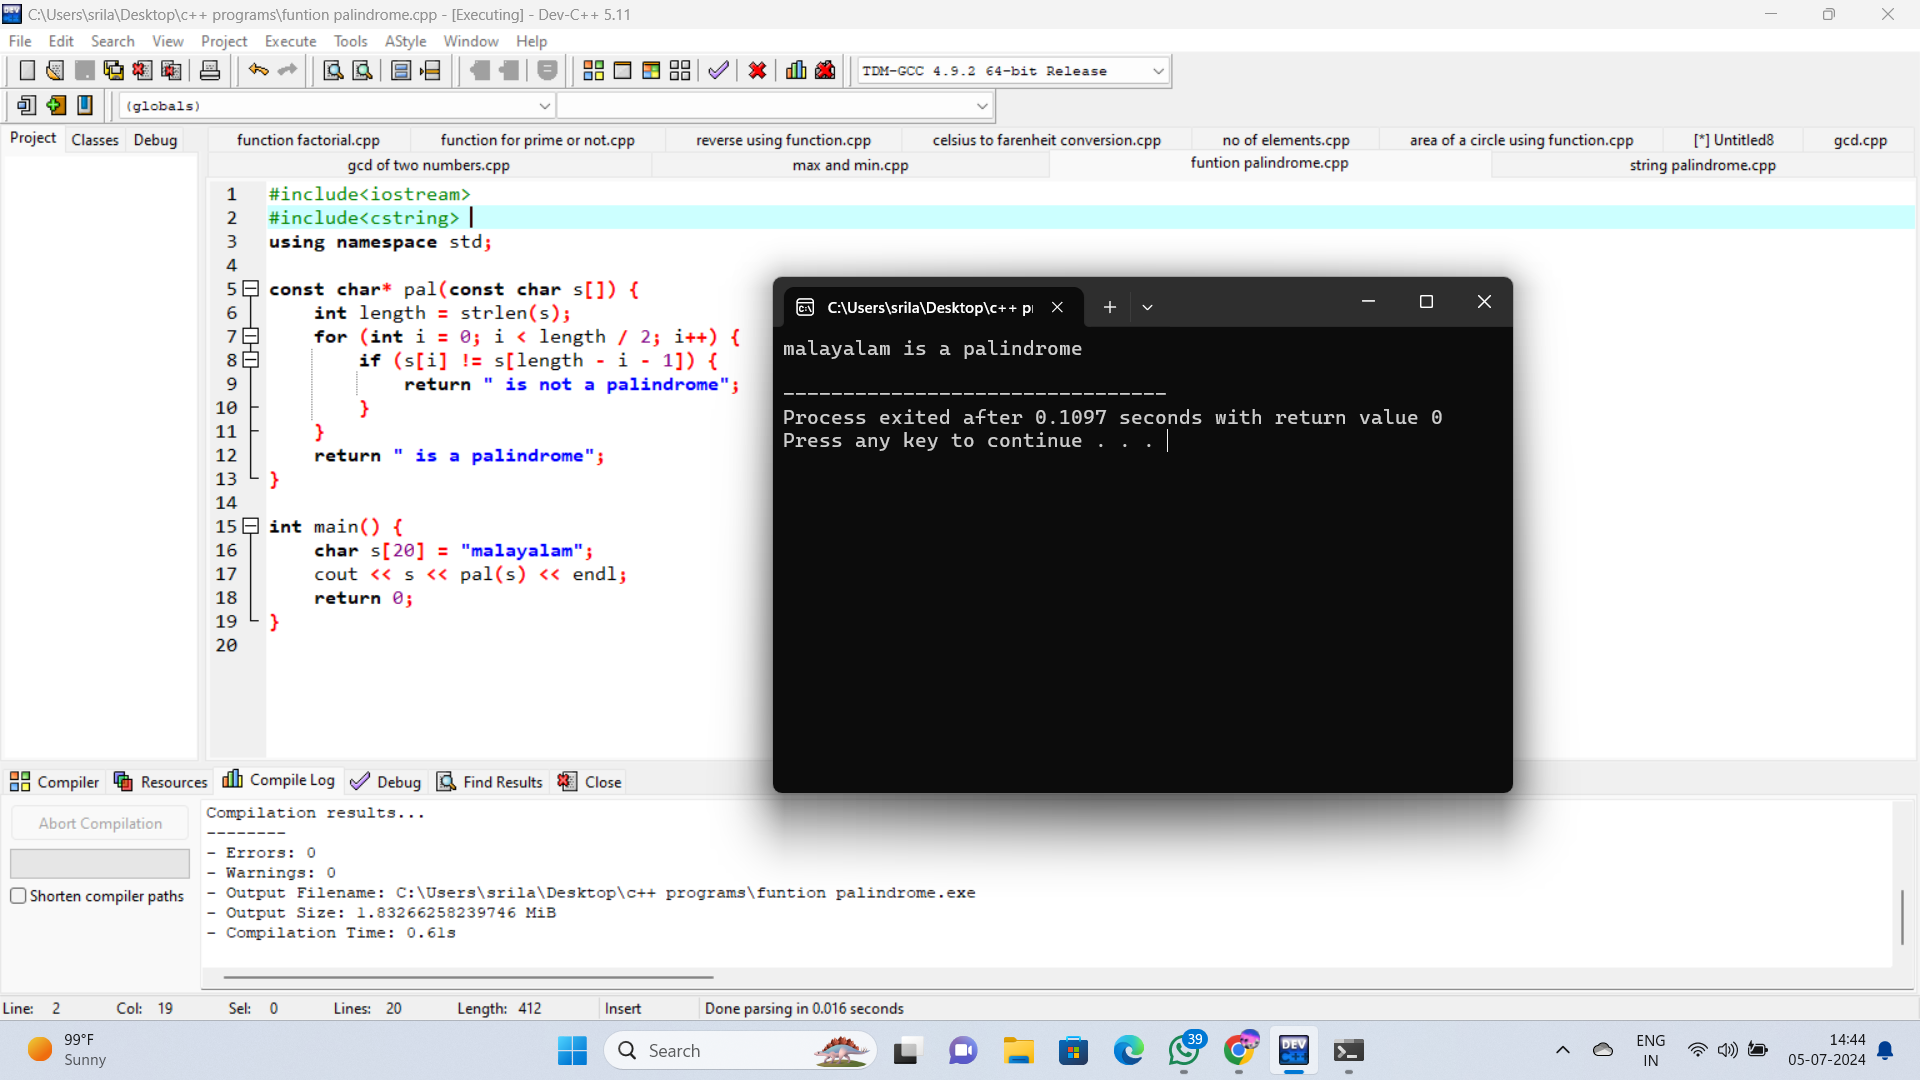 C:\Users\srila\Desktop\c++ programs\funtion palindrome.cpp - [Executing] - Dev-C++ 5.11
File Edit Search View Project Execute Tools AStyle Window Help
TDM-GCC 4.9.2 64-bit Release
(globals)
Project Classes Debug
function factorial.cpp function for prime or not.cpp reverse using function.cpp celsius to farenheit conversion.cpp no of elements.cpp area of a circle using function.cpp [*] Untitled8 gcd.cpp
gcd of two numbers.cpp max and min.cpp funtion palindrome.cpp string palindrome.cpp
1 #include<iostream>
2 #include<cstring>
3 using namespace std;
4
5 const char* pal(const char s[]) {
6 int length = strlen(s);
7 for (int i = 0; i < length / 2; i++) {
8 if (s[i] != s[length - i - 1]) {
9 return " is not a palindrome";
10 }
11 }
12 return " is a palindrome";
13 }
14
15 int main() {
16 char s[20] = "malayalam";
17 cout << s << pal(s) << endl;
18 return 0;
19 }
20
C:\Users\srila\Desktop\c++ p
malayalam is a palindrome
--------------------------------
Process exited after 0.1097 seconds with return value 0
Press any key to continue . . .
Compiler Resources Compile Log Debug Find Results Close
Abort Compilation
Shorten compiler paths
Compilation results...
--------
- Errors: 0
- Warnings: 0
- Output Filename: C:\Users\srila\Desktop\c++ programs\funtion palindrome.exe
- Output Size: 1.83266258239746 MiB
- Compilation Time: 0.61s
Line: 2 Col: 19 Sel: 0 Lines: 20 Length: 412 Insert Done parsing in 0.016 seconds
99°F
Sunny
Search
39
DEV
C++
ENG
IN
14:44
05-07-2024